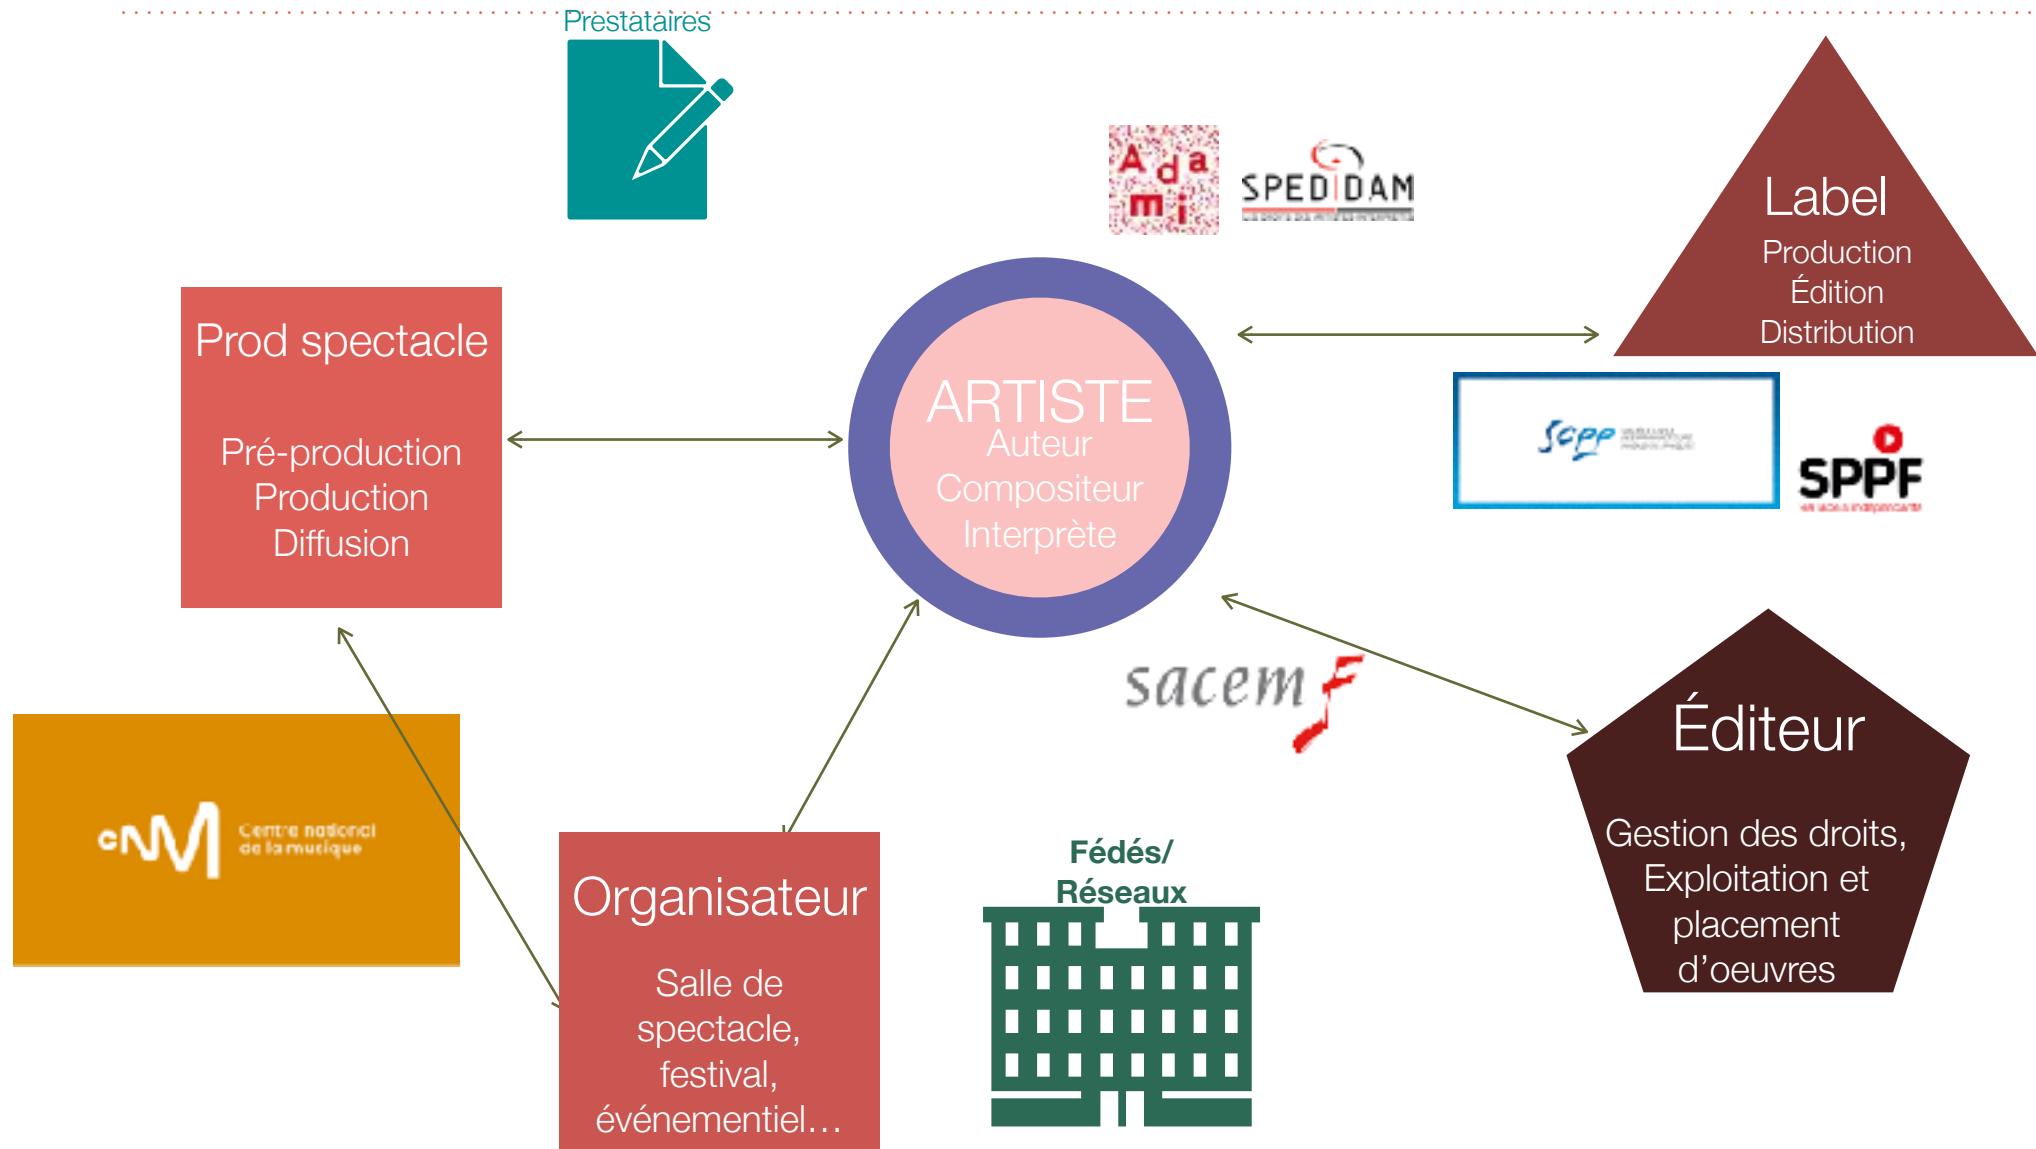 Prestataires
Ada
mi
SPEDIDAM
Label
Production
Édition
Distribution
Prod spectacle
Pré-production
Production
Diffusion
ARTISTE
Auteur
Compositeur
Interprète
scpp
SPPF
sacem
Éditeur
Gestion des droits,
Exploitation et
placement
d’oeuvres
cnM
Centre national
de la musique
Organisateur
Salle de
spectacle,
festival,
événementiel…
Fédés/
Réseaux